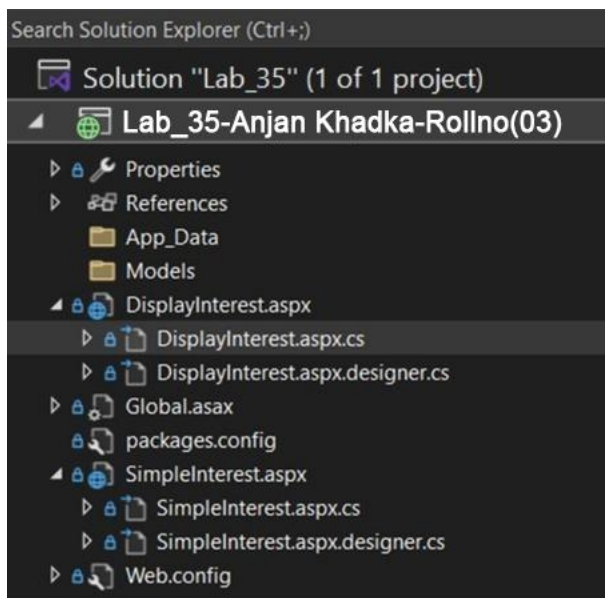 Search Solution Explorer (Ctrl+;)
Solution "Lab_35" (1 of 1 project)
Lab_35-Anjan Khadka-Rollno(03)
Properties
References
App_Data
Models
DisplayInterest.aspx
DisplayInterest.aspx.cs
DisplayInterest.aspx.designer.cs
Global.asax
packages.config
SimpleInterest.aspx
SimpleInterest.aspx.cs
SimpleInterest.aspx.designer.cs
Web.config